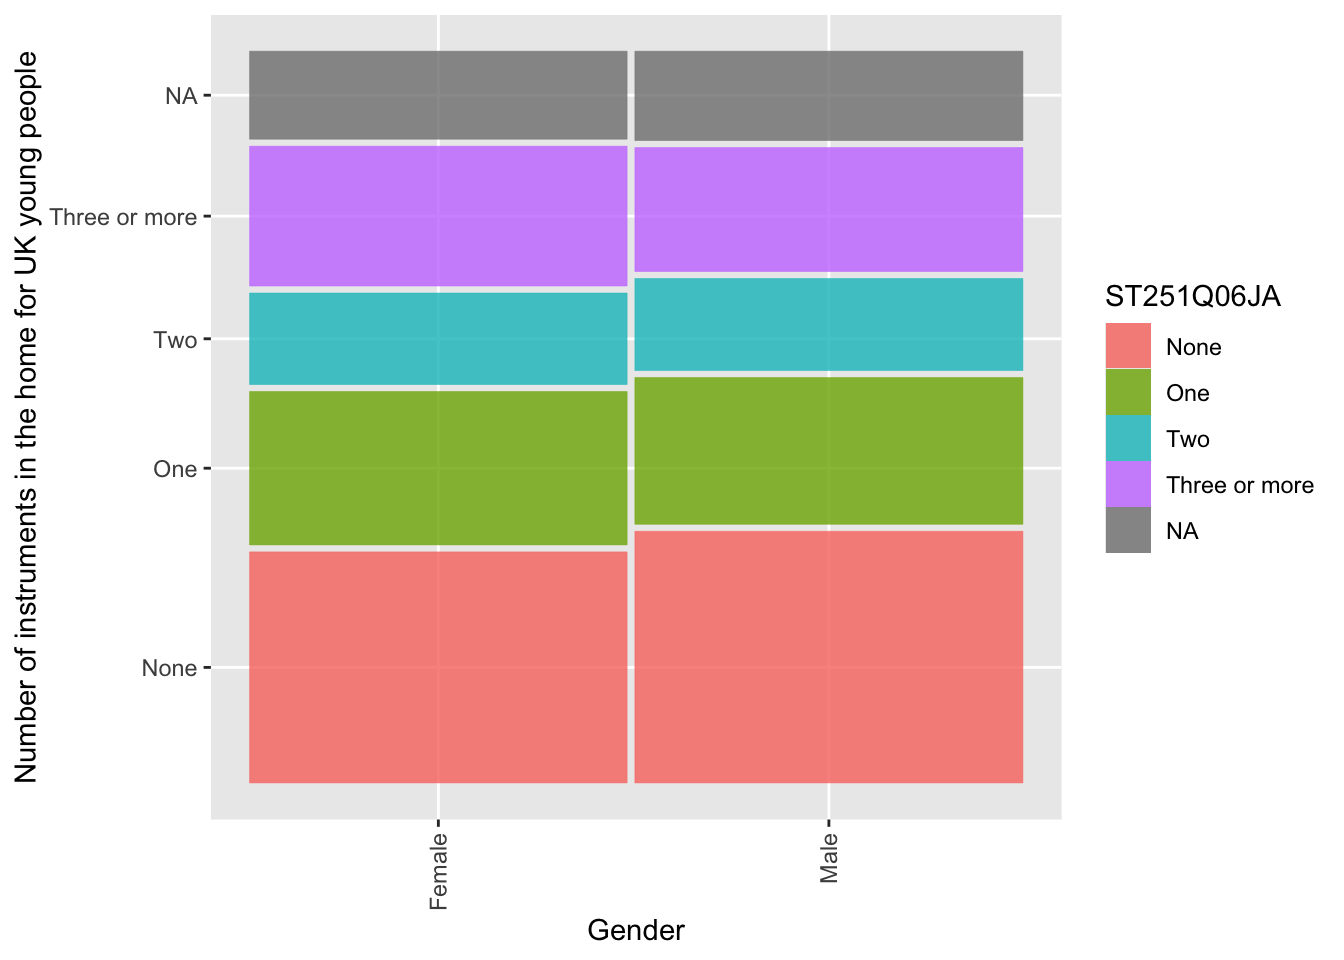 Number of instruments in the home for UK young people
NA
Three or more
Two
One
None
Female
Male
Gender
ST251Q06JA
None
One
Two
Three or more
NA